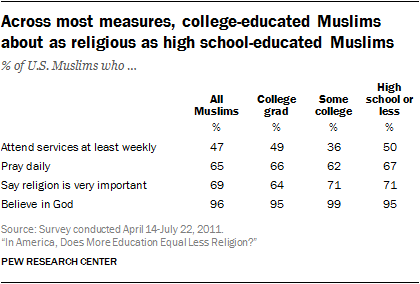 Across most measures, college-educated Muslims
about as religious as high school-educated Muslims
% of U.S. Muslims who ...
All Muslims College grad Some college High school or less
% % % %
Attend services at least weekly 47 49 36 50
Pray daily 65 66 62 67
Say religion is very important 69 64 71 71
Believe in God 96 95 99 95
Source: Survey conducted April 14-July 22, 2011.
“In America, Does More Education Equal Less Religion?”
PEW RESEARCH CENTER